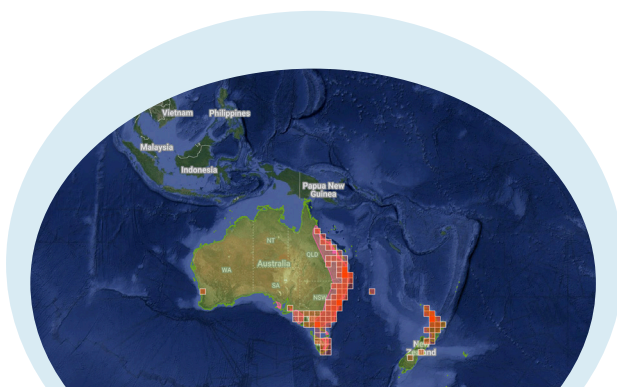 Vietnam
Philippines
Malaysia
Indonesia
Papua New
Guinea
NT
QLD
Australia
WA
SA
NSW
New
Zealand